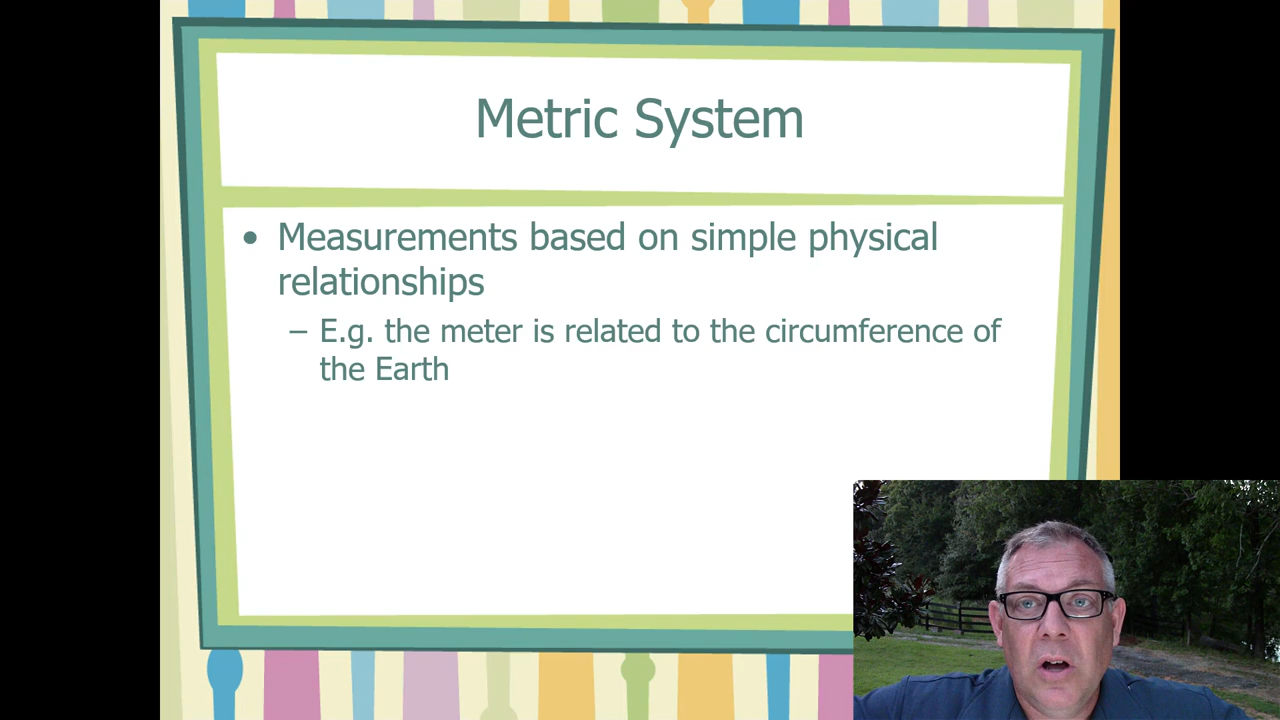 Metric System
• Measurements based on simple physical
relationships
– E.g. the meter is related to the circumference of
the Earth